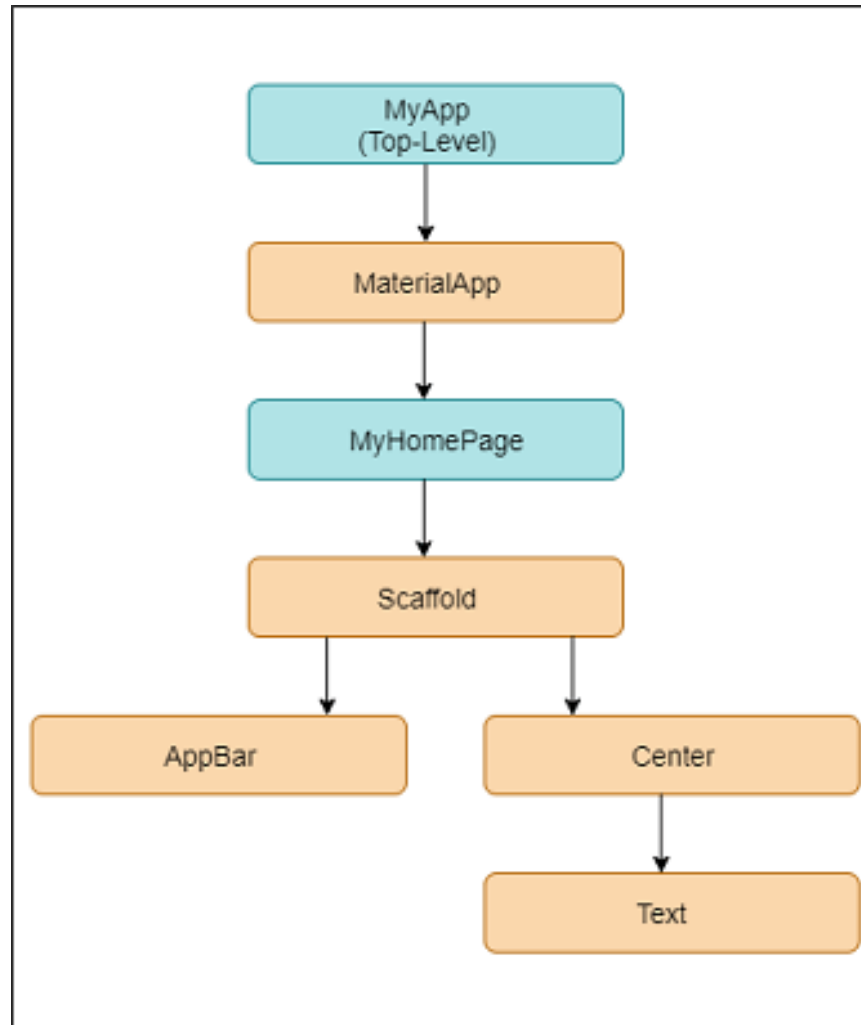 MyApp
(Top-Level)
MaterialApp
MyHomePage
Scaffold
AppBar
Center
Text